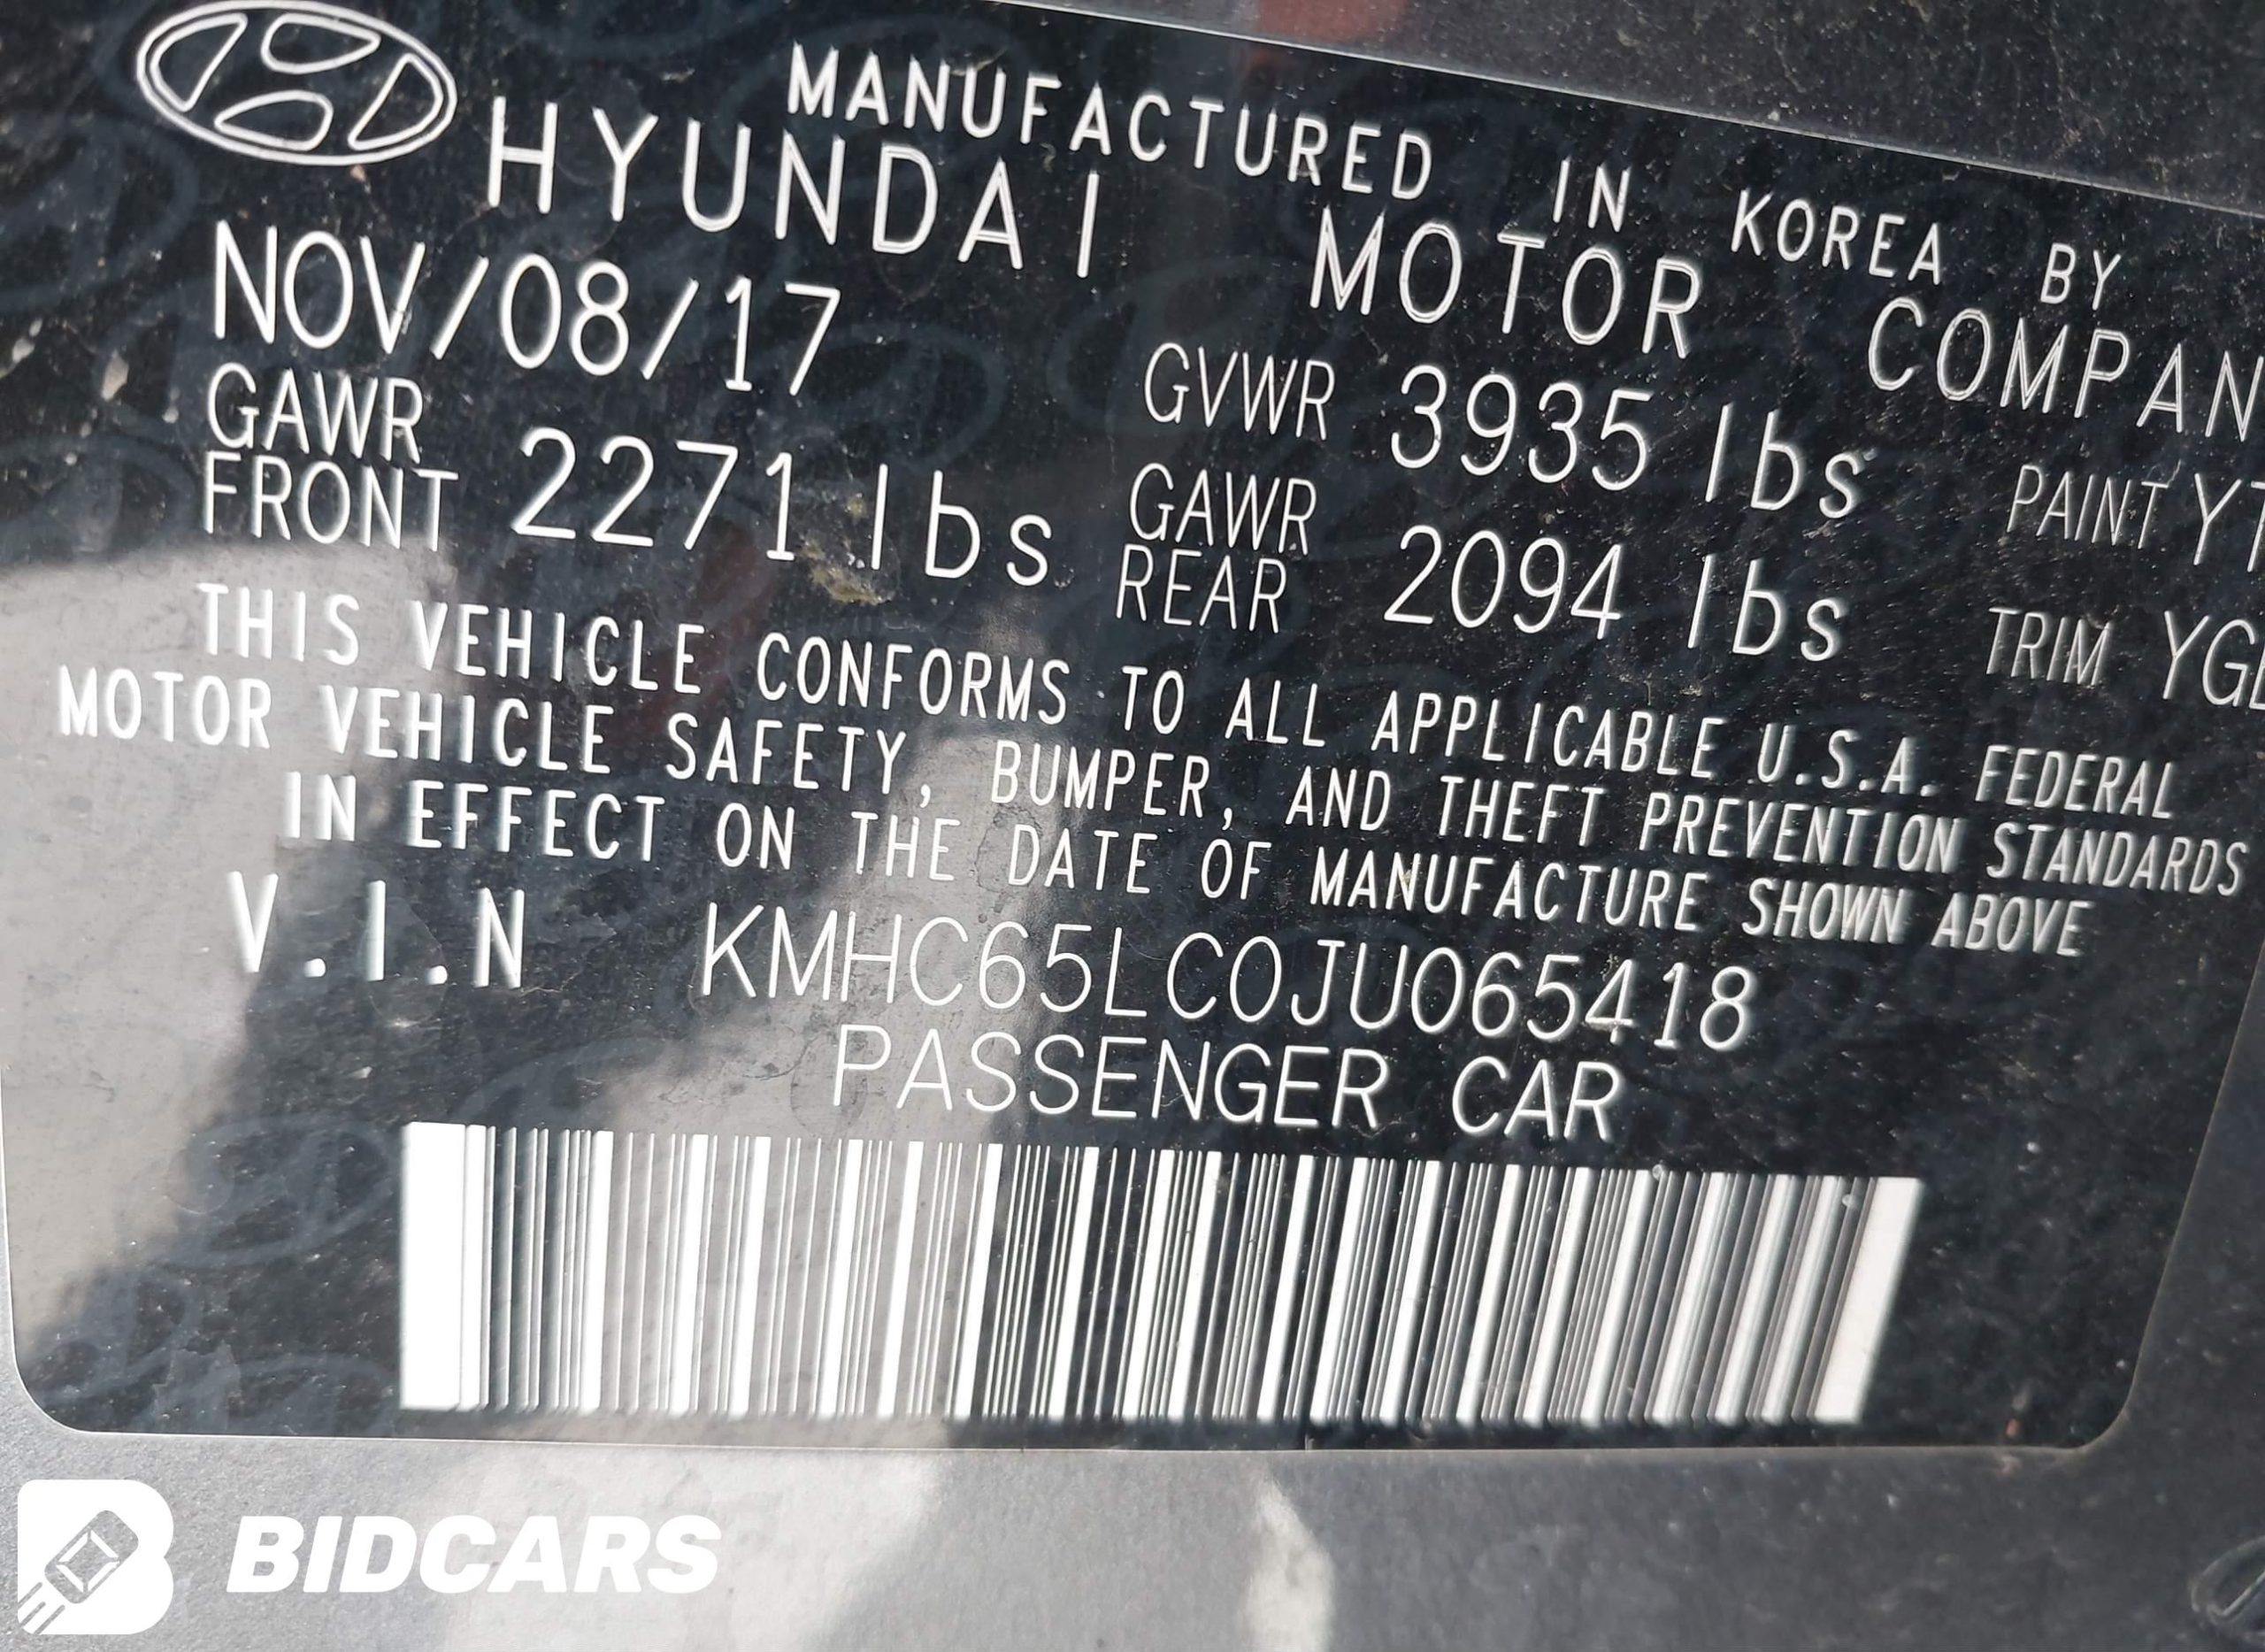 MANUFACTURED IN KOREA BY
HYUNDAI MOTOR COMPAN
NOV/08/17 GVWR 3935 lbs PAINT YT
GAWR FRONT 2271 lbs GAWR REAR 2094 lbs TRIM YG
THIS VEHICLE CONFORMS TO ALL APPLICABLE U.S.A. FEDERAL
MOTOR VEHICLE SAFETY, BUMPER, AND THEFT PREVENTION STANDARDS
IN EFFECT ON THE DATE OF MANUFACTURE SHOWN ABOVE
V.I.N KMHC65LC0JU065418
PASSENGER CAR
BIDCARS